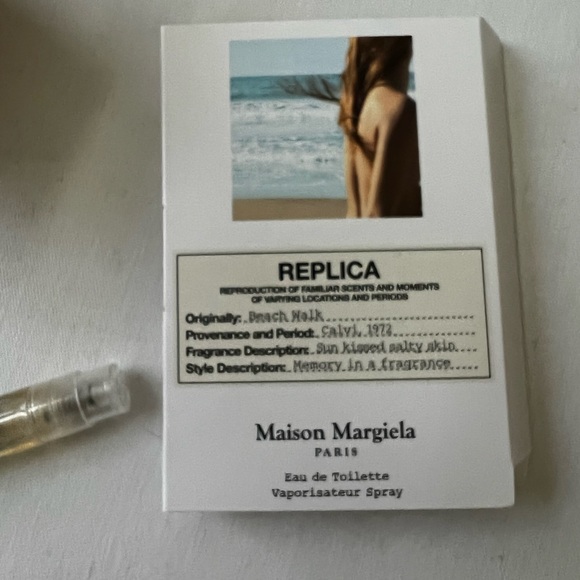 REPLICA
REPRODUCTION OF FAMILIAR SCENTS AND MOMENTS
OF VARYING LOCATIONS AND PERIODS
Originally: Beach Walk
Provenance and Period: Calvi, 1972
Fragrance Description: Sun kissed salty skin
Style Description: Memory in a fragrance
Maison Margiela
PARIS
Eau de Toilette
Vaporisateur Spray